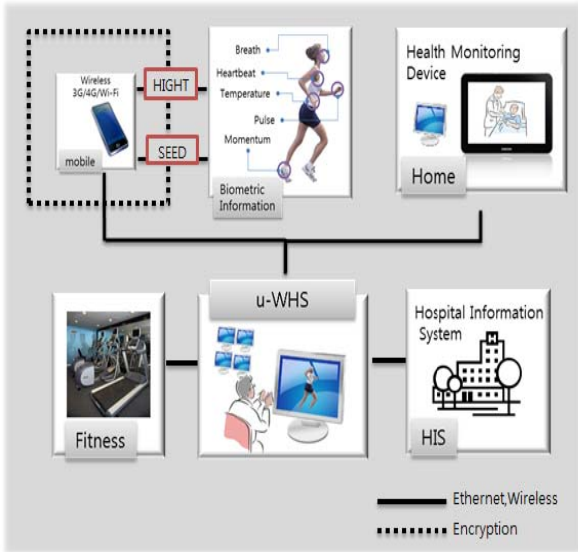 Wireless
3G/4G/Wi-Fi
mobile
HIGHT
SEED
Breath
Heartbeat
Temperature
Pulse
Momentum
Biometric
Information
Health Monitoring
Device
Home
u-WHS
Fitness
Hospital Information
System
HIS
Ethernet,Wireless
Encryption